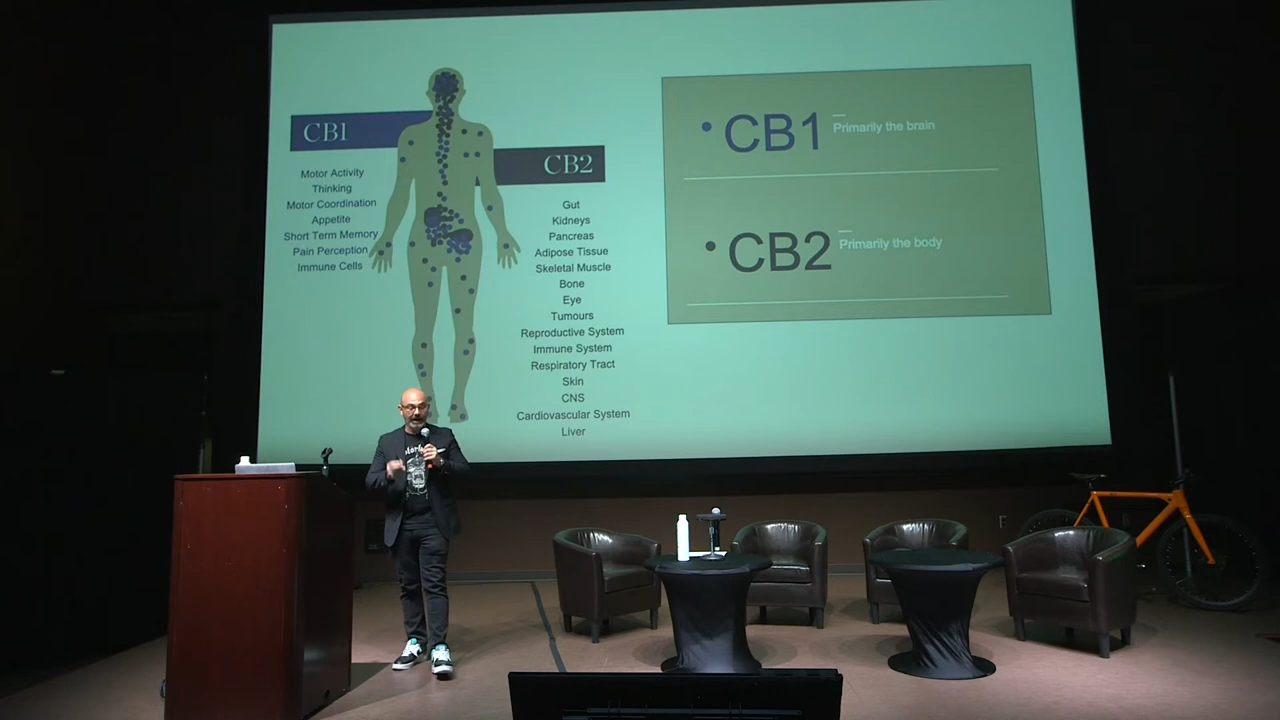 CB1
Motor Activity
Thinking
Motor Coordination
Appetite
Short Term Memory
Pain Perception
Immune Cells
CB2
Gut
Kidneys
Pancreas
Adipose Tissue
Skeletal Muscle
Bone
Eye
Tumours
Reproductive System
Immune System
Respiratory Tract
Skin
CNS
Cardiovascular System
Liver
• CB1 Primarily the brain
• CB2 Primarily the body